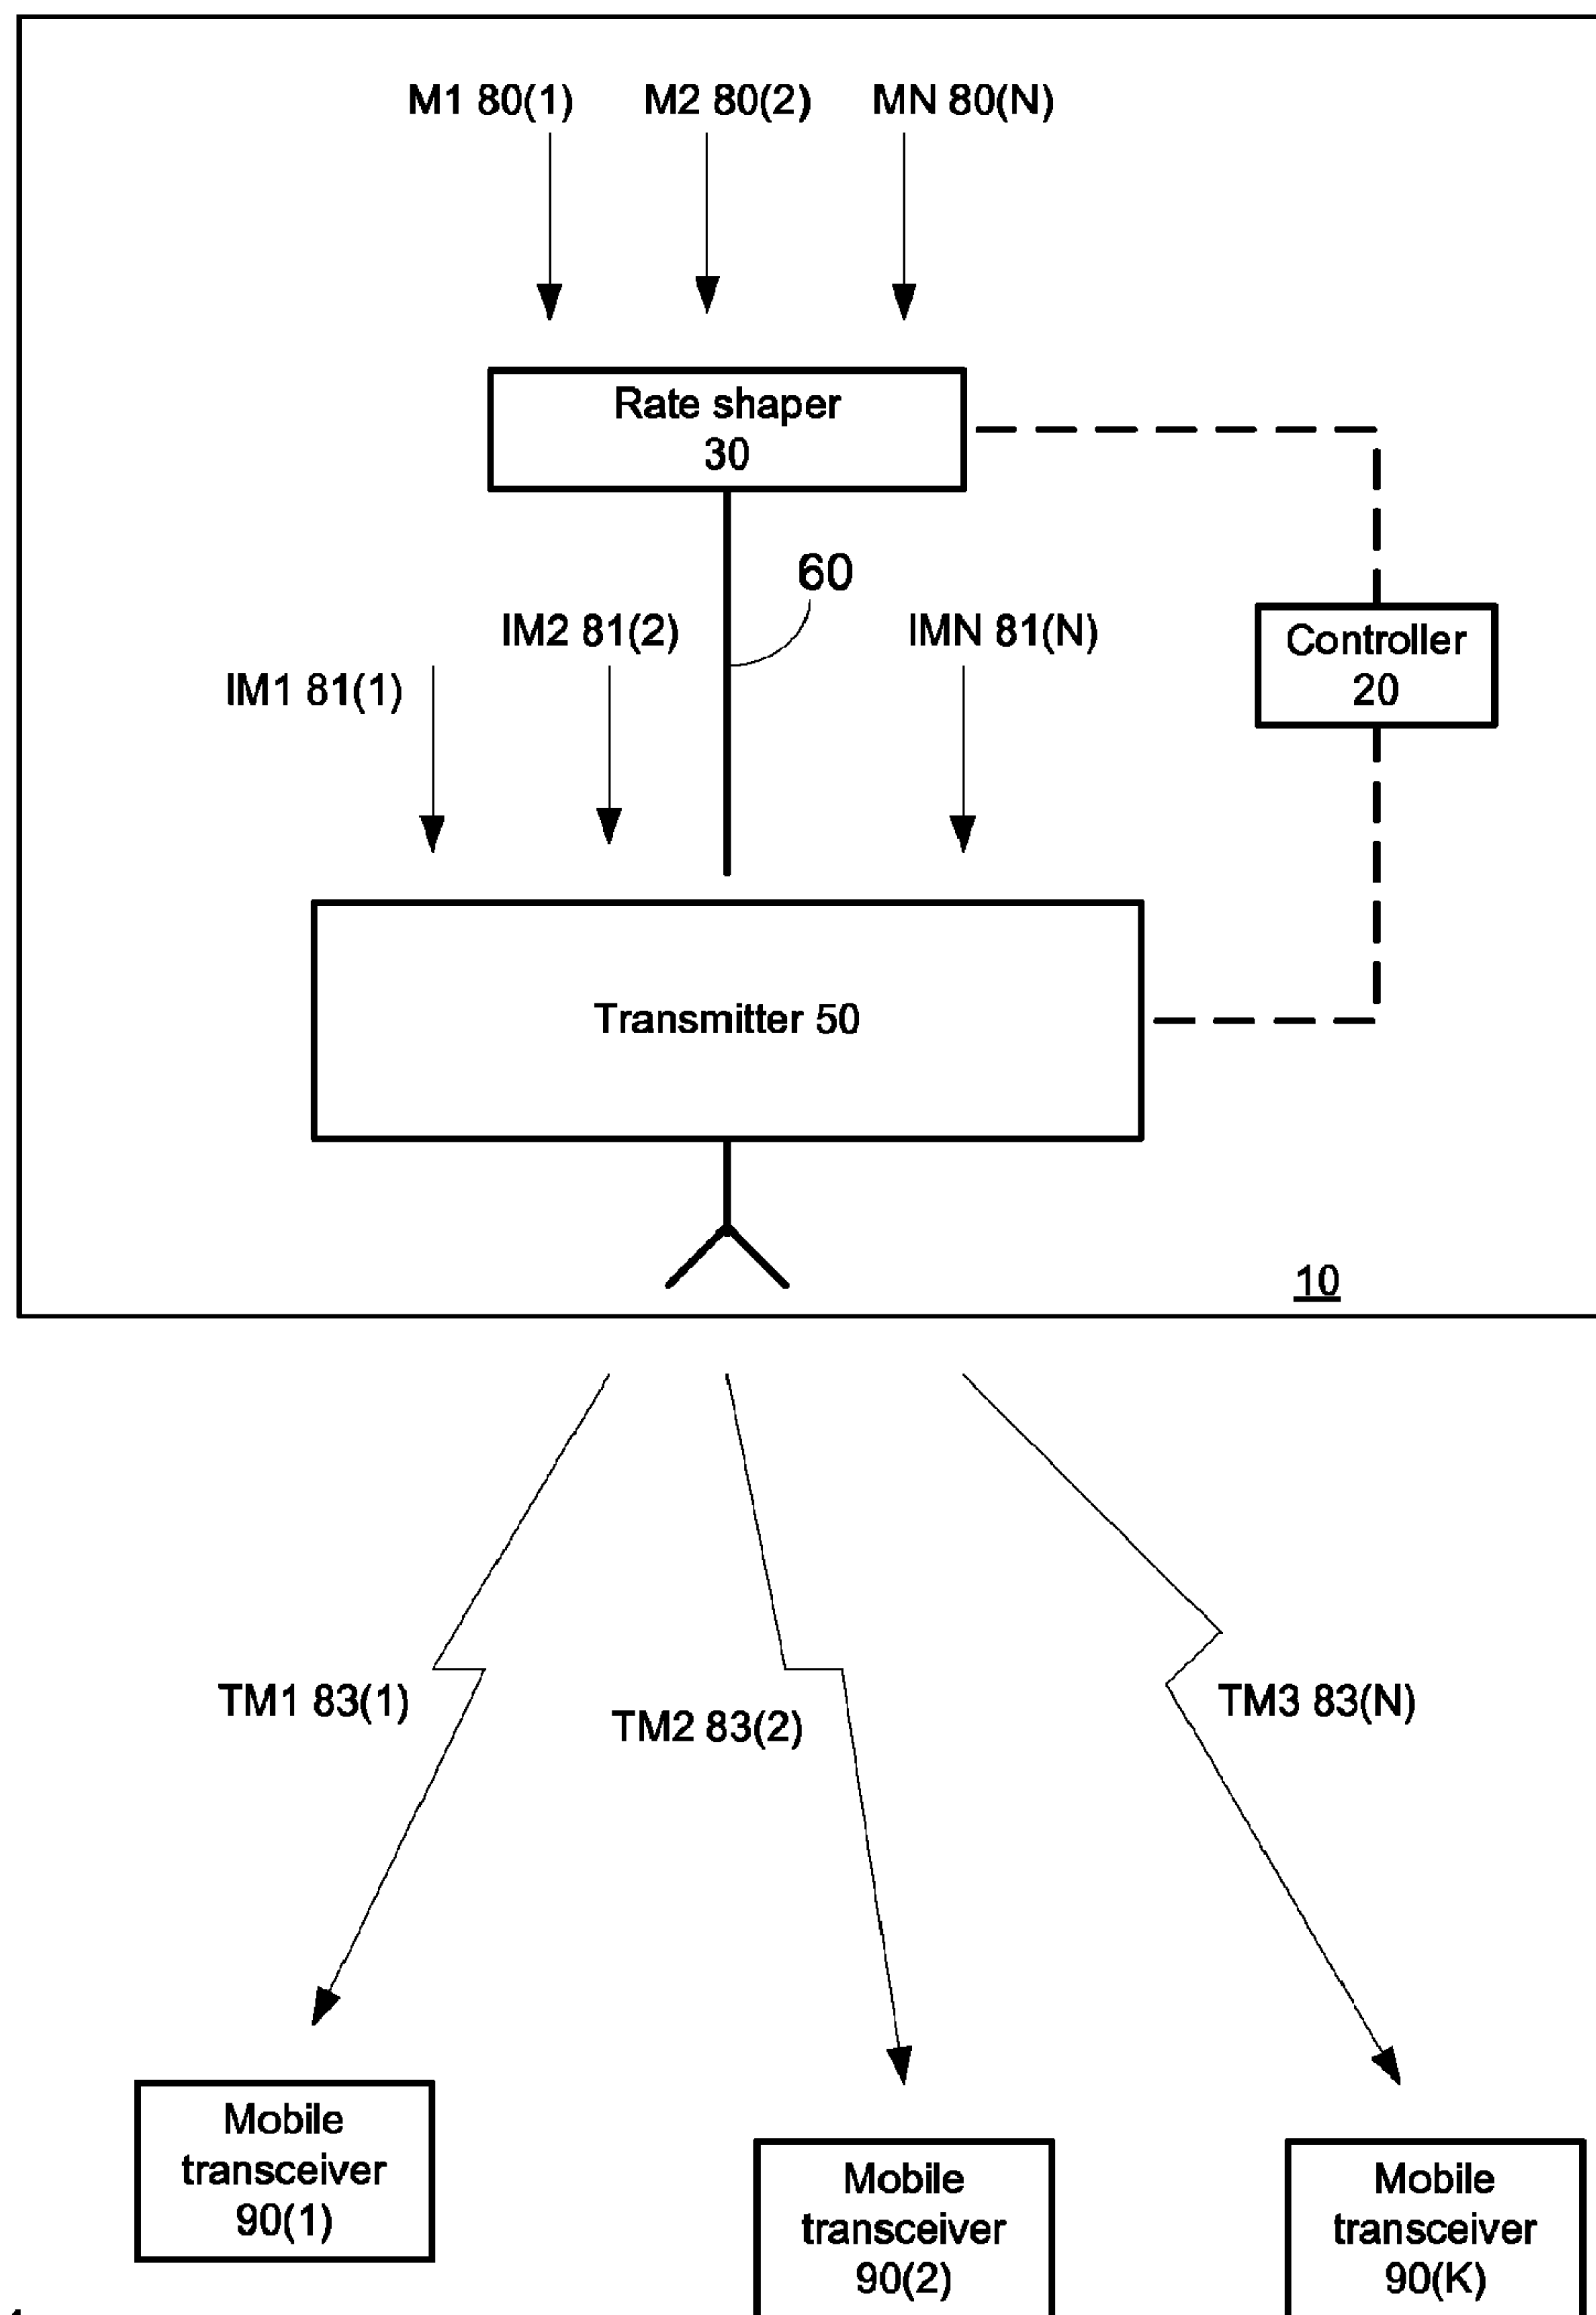 M1 80(1) M2 80(2) MN 80(N)
Rate shaper
30
60
IM2 81(2) IMN 81(N)
IM1 81(1)
Controller
20
Transmitter 50
10
TM1 83(1)
TM2 83(2)
TM3 83(N)
Mobile
transceiver
90(1)
Mobile
transceiver
90(2)
Mobile
transceiver
90(K)